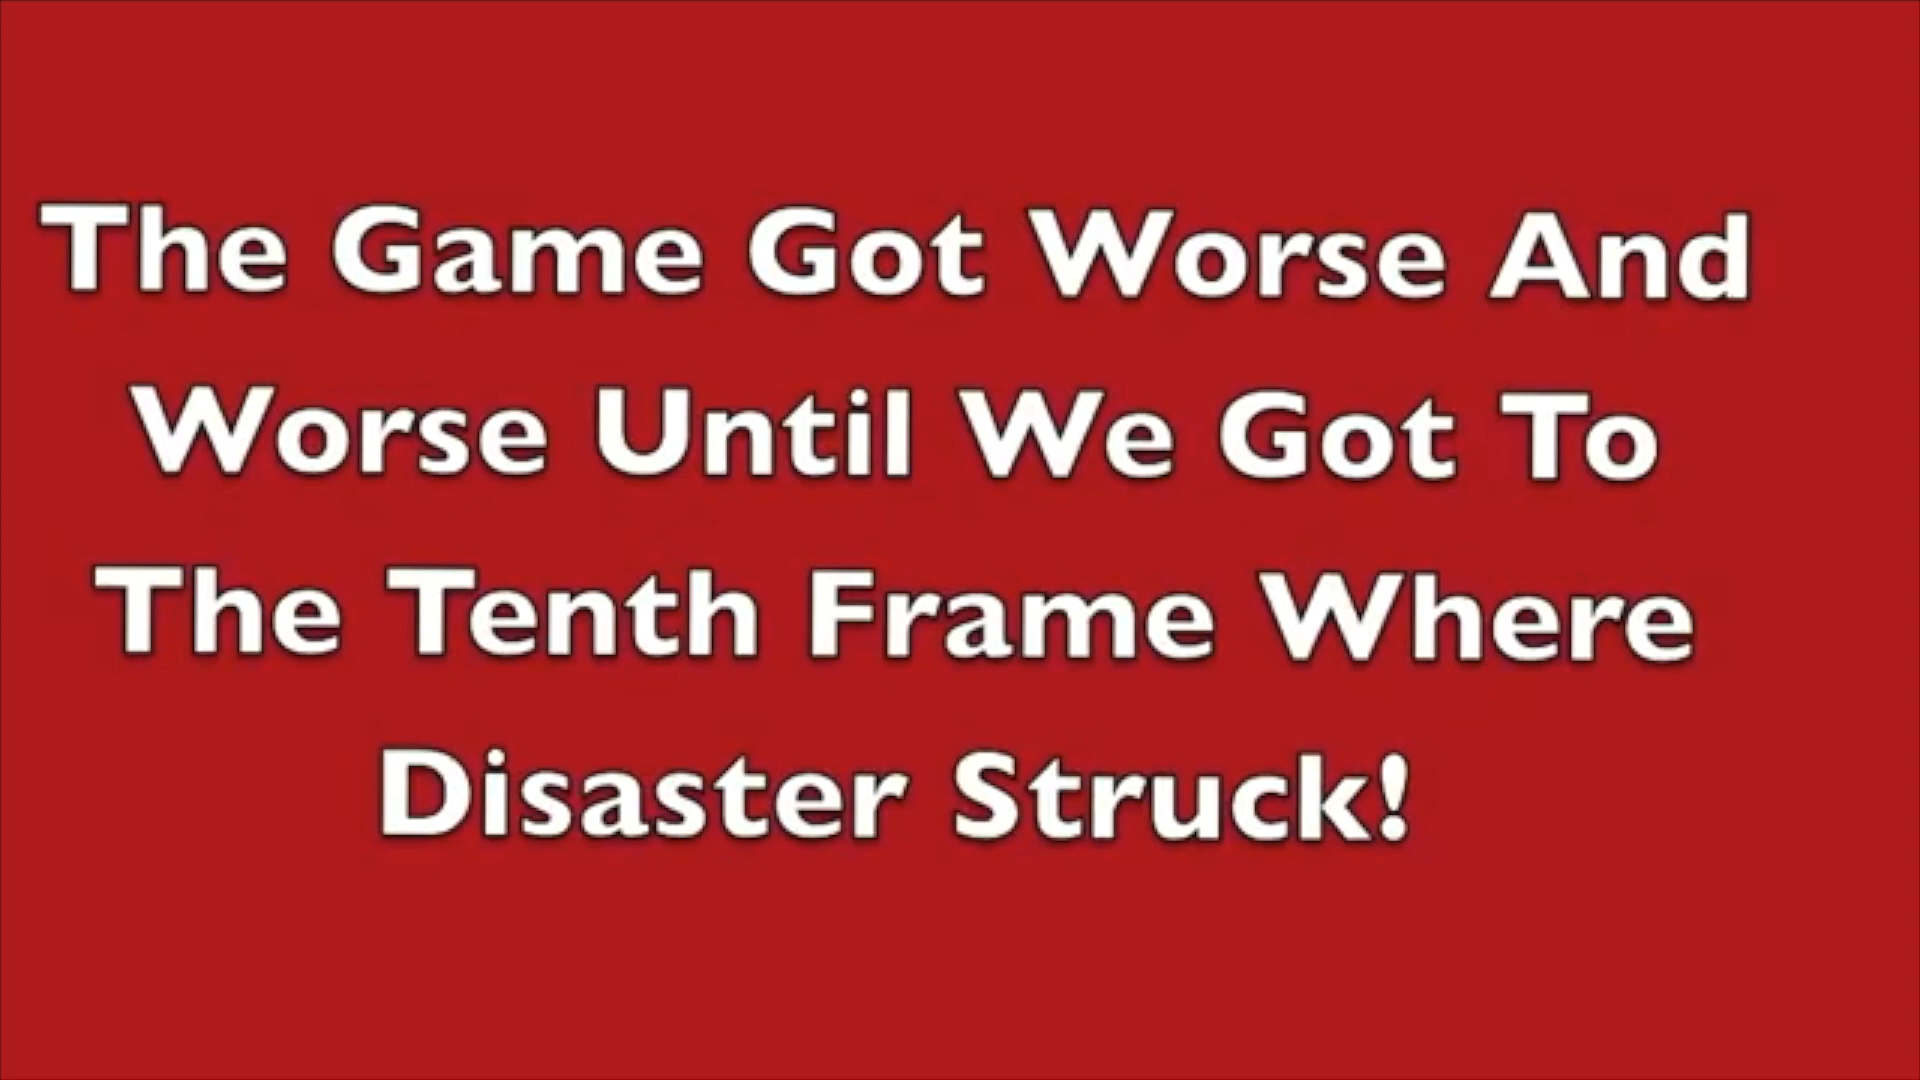 The Game Got Worse And
Worse Until We Got To
The Tenth Frame Where
Disaster Struck!